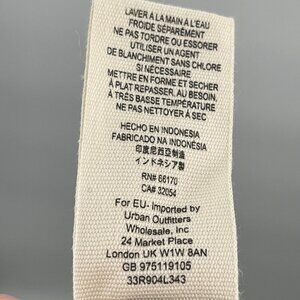 LAVER À LA MAIN À L'EAU
FROIDE SÉPARÉMENT
NE PAS TORDRE OU ESSORER
UTILISER UN AGENT
DE BLANCHIMENT SANS CHLORE
SI NÉCESSAIRE
METTRE EN FORME ET SECHER
À PLAT REPASSER, AU BESOIN,
À TRÈS BASSE TEMPÉRATURE
NE PAS NETTOYER À SEC
HECHO EN INDONESIA
FABRICADO NA INDONÉSIA
印度尼西亞制造
インドネシア製
RN# 66170
CA# 32054
For EU- Imported by
Urban Outfitters
Wholesale, Inc
24 Market Place
London UK W1W 8AN
GB 975119105
33R904L343